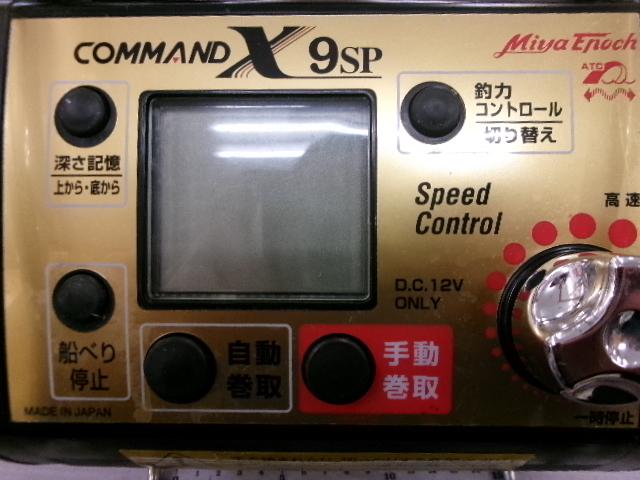 COMMAND X 9SP
Miya Epoch
ATC
深さ記憶
上から・底から
釣力
コントロール
切り替え
Speed
Control
高速
D.C.12V
ONLY
船べり
停止
自動
巻取
手動
巻取
一時停止
MADE IN JAPAN